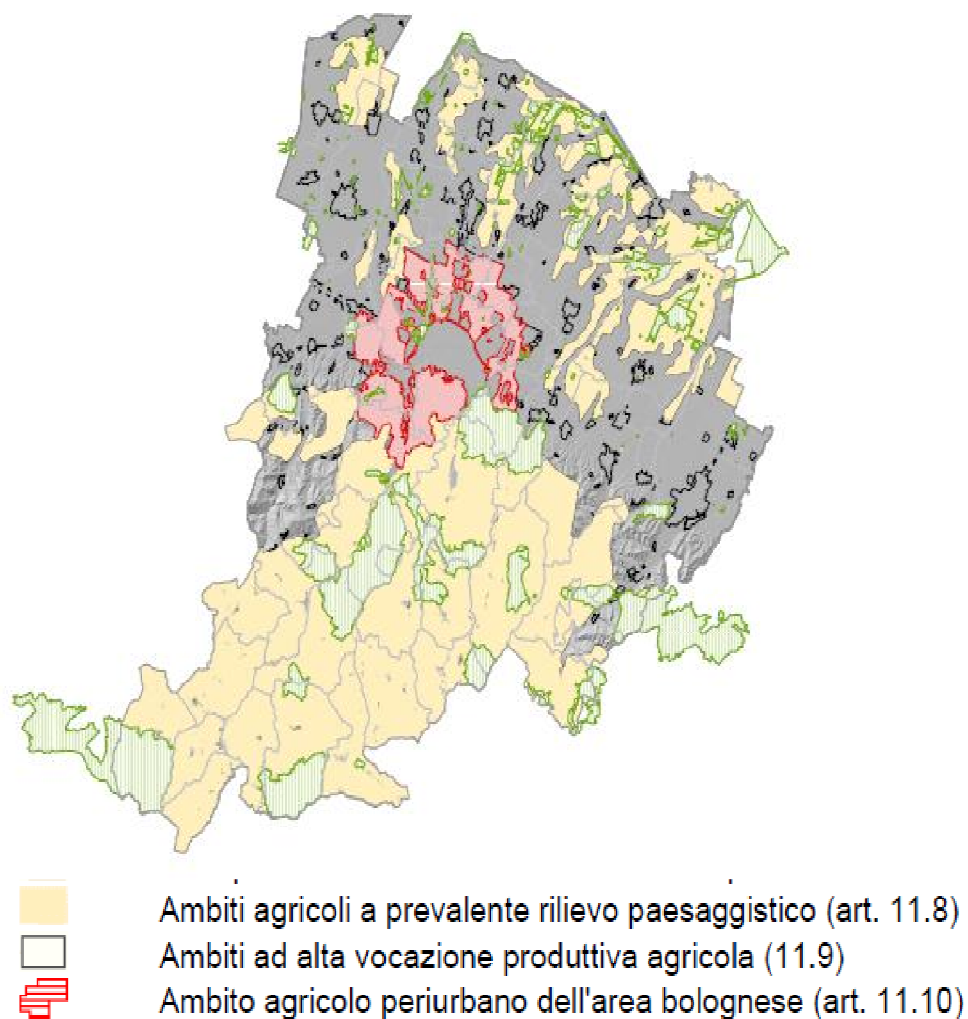 Ambiti agricoli a prevalente rilievo paesaggistico (art. 11.8)
Ambiti ad alta vocazione produttiva agricola (11.9)
Ambito agricolo periurbano dell'area bolognese (art. 11.10)